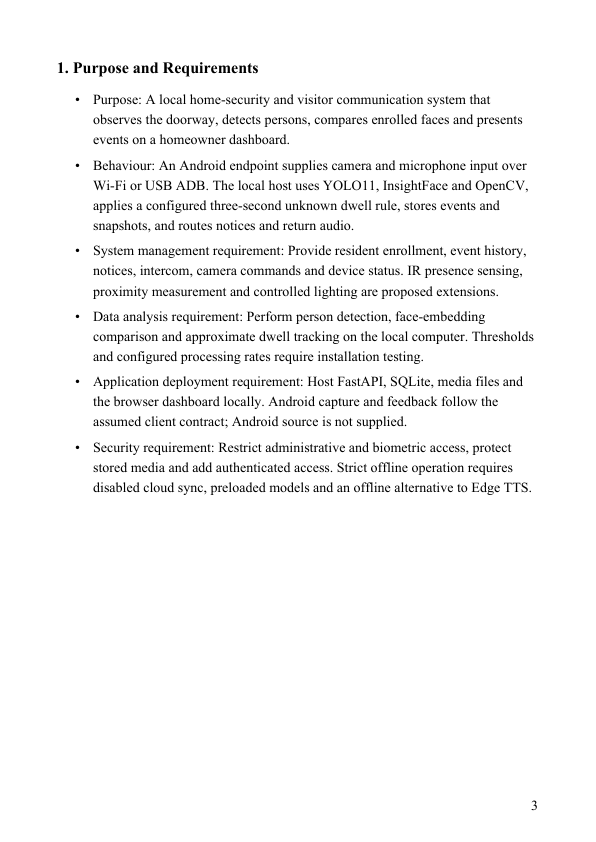 1. Purpose and Requirements
• Purpose: A local home-security and visitor communication system that
observes the doorway, detects persons, compares enrolled faces and presents
events on a homeowner dashboard.
• Behaviour: An Android endpoint supplies camera and microphone input over
Wi-Fi or USB ADB. The local host uses YOLO11, InsightFace and OpenCV,
applies a configured three-second unknown dwell rule, stores events and
snapshots, and routes notices and return audio.
• System management requirement: Provide resident enrollment, event history,
notices, intercom, camera commands and device status. IR presence sensing,
proximity measurement and controlled lighting are proposed extensions.
• Data analysis requirement: Perform person detection, face-embedding
comparison and approximate dwell tracking on the local computer. Thresholds
and configured processing rates require installation testing.
• Application deployment requirement: Host FastAPI, SQLite, media files and
the browser dashboard locally. Android capture and feedback follow the
assumed client contract; Android source is not supplied.
• Security requirement: Restrict administrative and biometric access, protect
stored media and add authenticated access. Strict offline operation requires
disabled cloud sync, preloaded models and an offline alternative to Edge TTS.
3